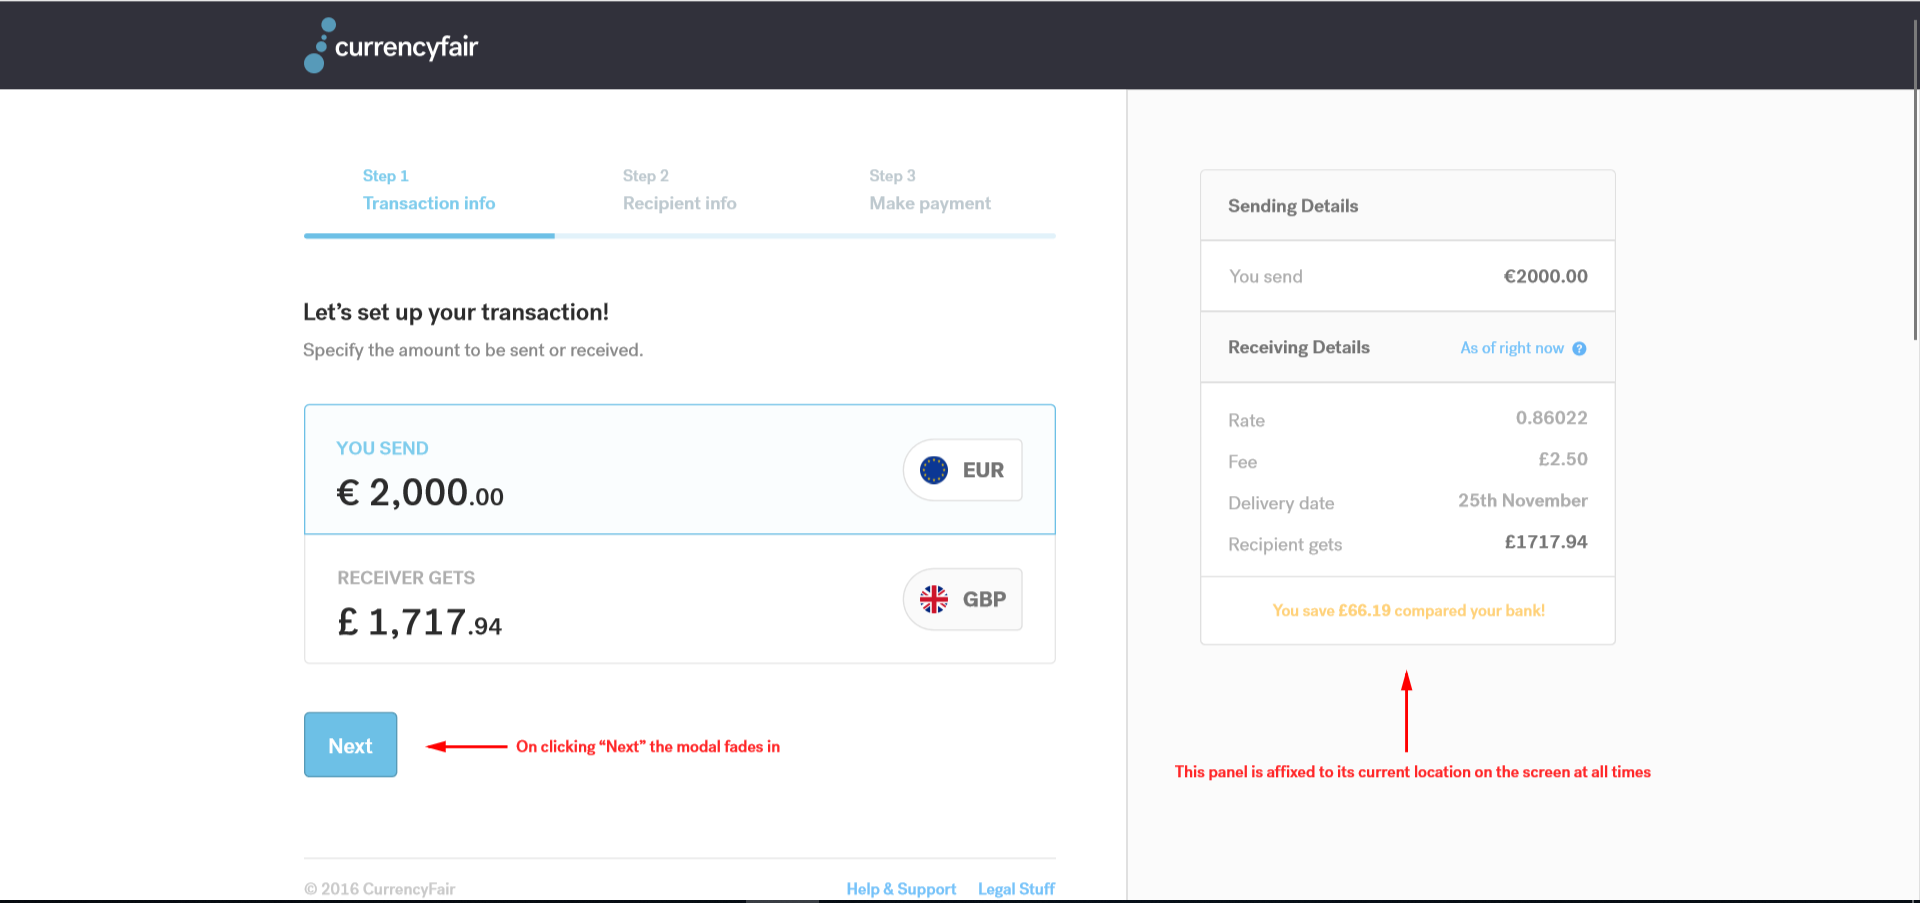 currencyfair
Step 1
Transaction info
Step 2
Recipient info
Step 3
Make payment
Let’s set up your transaction!
Specify the amount to be sent or received.
YOU SEND
€ 2,000.00
EUR
RECEIVER GETS
£ 1,717.94
GBP
Next
On clicking “Next” the modal fades in
© 2016 CurrencyFair
Help & Support
Legal Stuff
Sending Details
You send €2000.00
Receiving Details As of right now ?
Rate 0.86022
Fee £2.50
Delivery date 25th November
Recipient gets £1717.94
You save £66.19 compared your bank!
This panel is affixed to its current location on the screen at all times